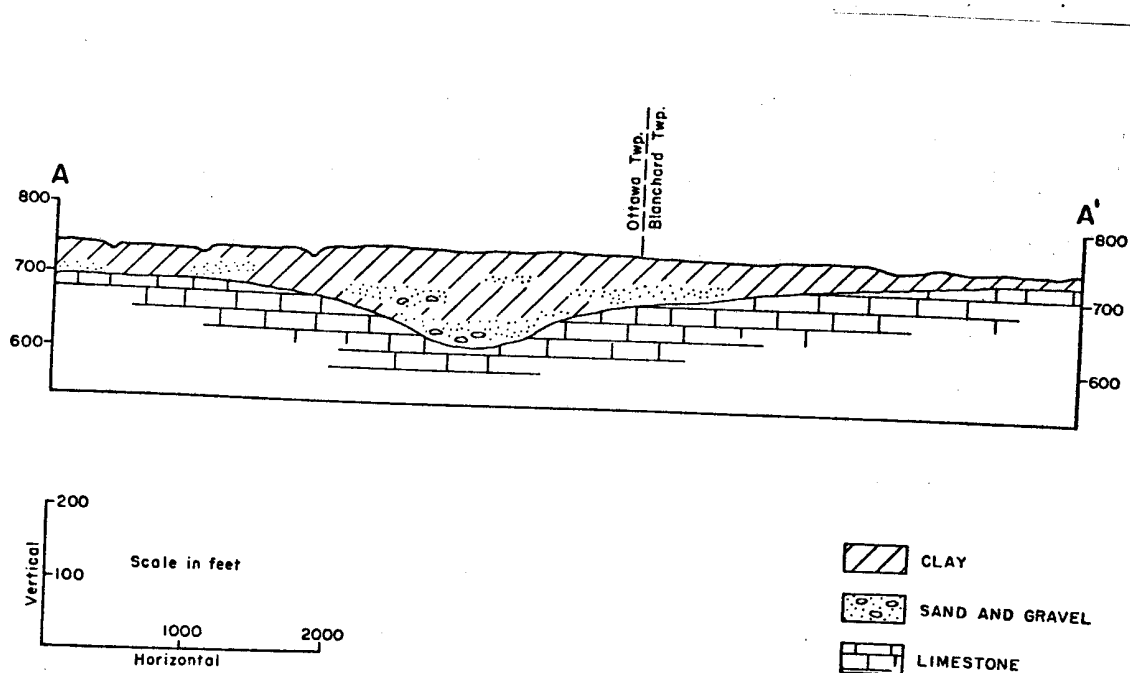 Ottawa Twp.
Blanchard Twp.
A
A'
800
700
600
800
700
600
200
100
Vertical
Scale in feet
1000
2000
Horizontal
CLAY
SAND AND GRAVEL
LIMESTONE